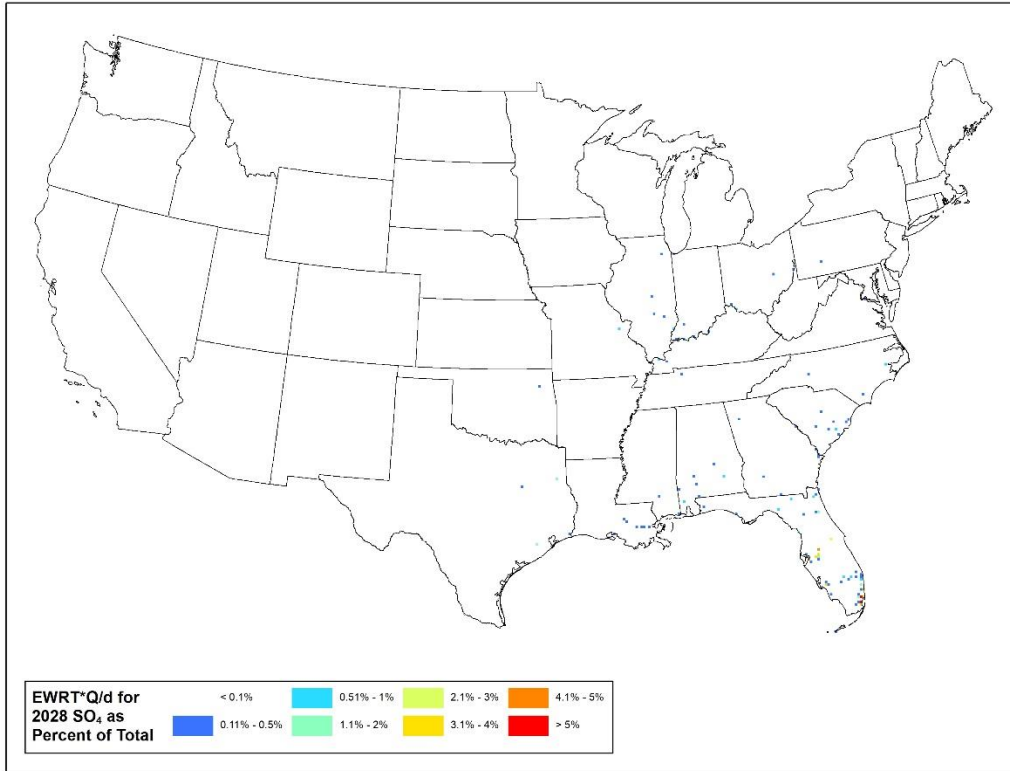 EWRT*Q/d for
2028 SO₄ as
Percent of Total
< 0.1%
0.51% - 1%
2.1% - 3%
4.1% - 5%
0.11% - 0.5%
1.1% - 2%
3.1% - 4%
> 5%